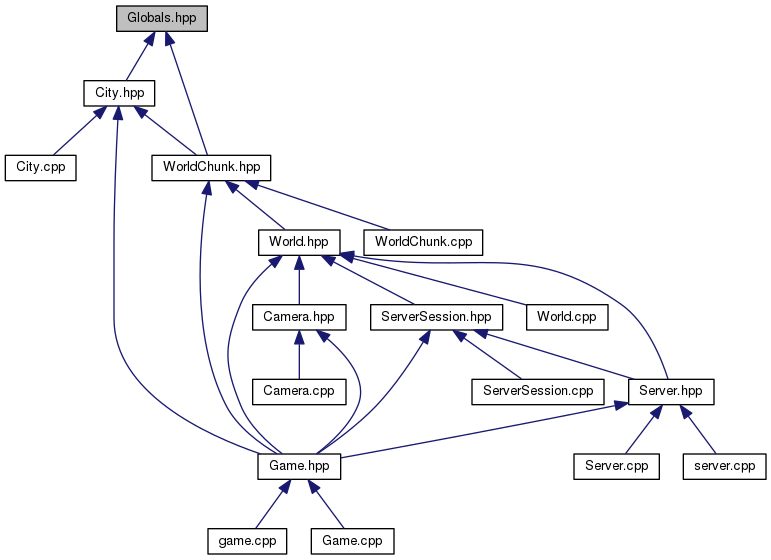 Globals.hpp
City.hpp
City.cpp
WorldChunk.hpp
World.hpp
WorldChunk.cpp
Camera.hpp
ServerSession.hpp
World.cpp
Camera.cpp
ServerSession.cpp
Server.hpp
Game.hpp
Server.cpp
server.cpp
game.cpp
Game.cpp